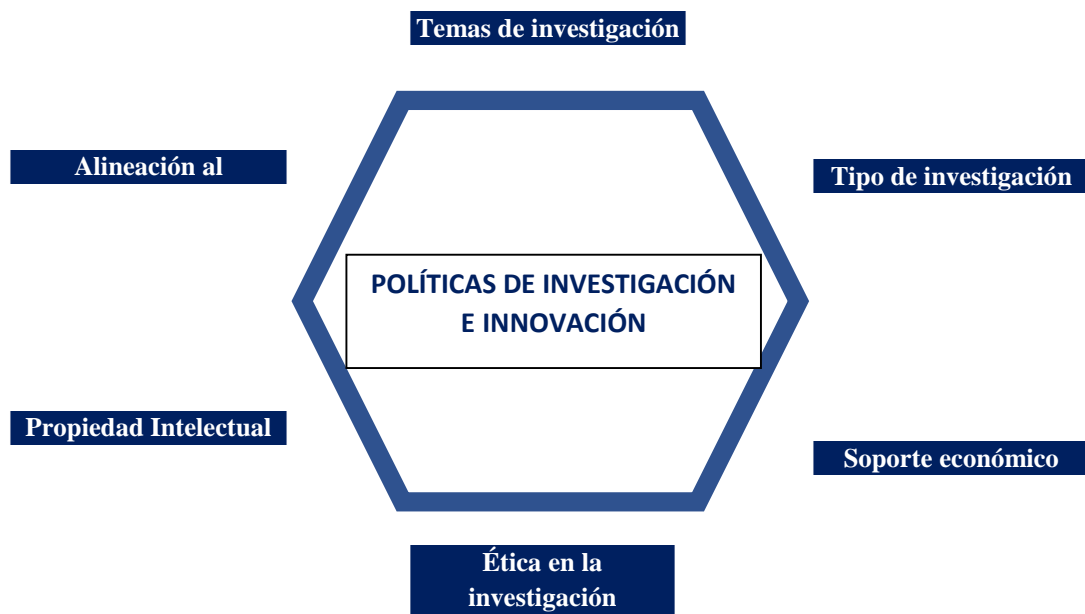 Temas de investigación
Alineación al
Tipo de investigación
POLÍTICAS DE INVESTIGACIÓN
E INNOVACIÓN
Propiedad Intelectual
Soporte económico
Ética en la
investigación